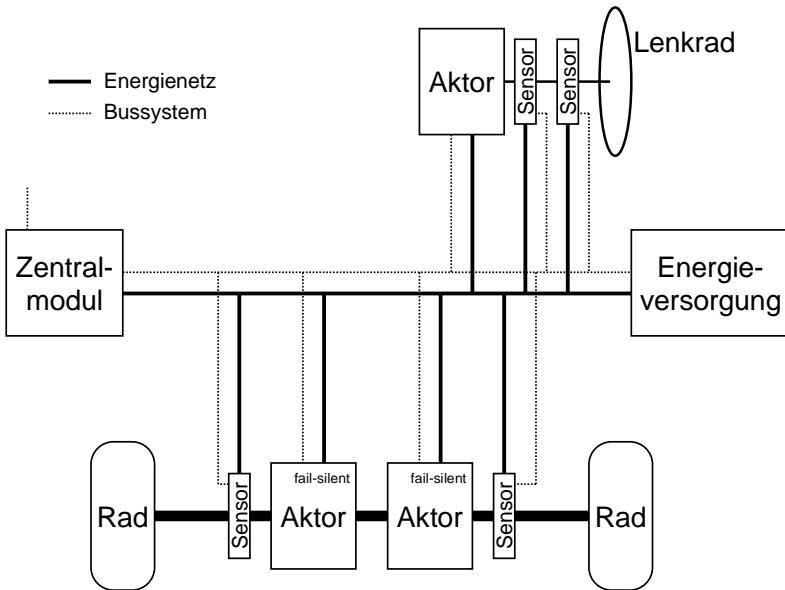 Lenkrad
Energienetz
Bussystem
Aktor
Sensor
Sensor
Zentral-
modul
Energie-
versorgung
Rad
Sensor
fail-silent
Aktor
fail-silent
Aktor
Sensor
Rad